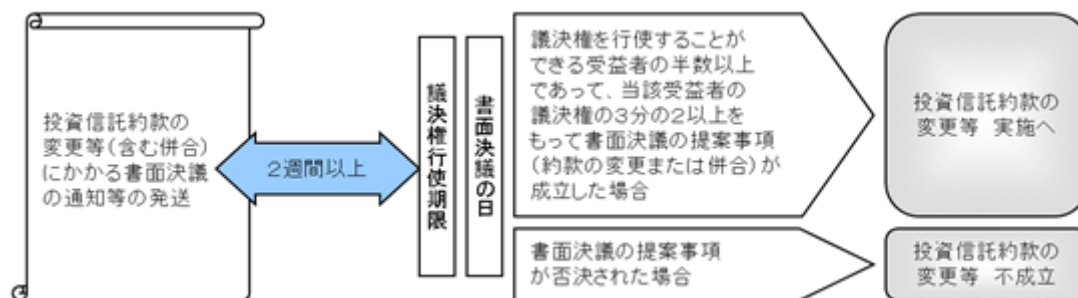 投資信託約款の
変更等(含む併合)
にかかる書面決議
の通知等の発送
2週間以上
議決権行使期限
書面決議の日
議決権を行使することが
できる受益者の半数以上
であって、当該受益者の
議決権の3分の2以上を
もって書面決議の提案事項
(約款の変更または併合)が
成立した場合
投資信託約款の
変更等 実施へ
書面決議の提案事項
が否決された場合
投資信託約款の
変更等 不成立